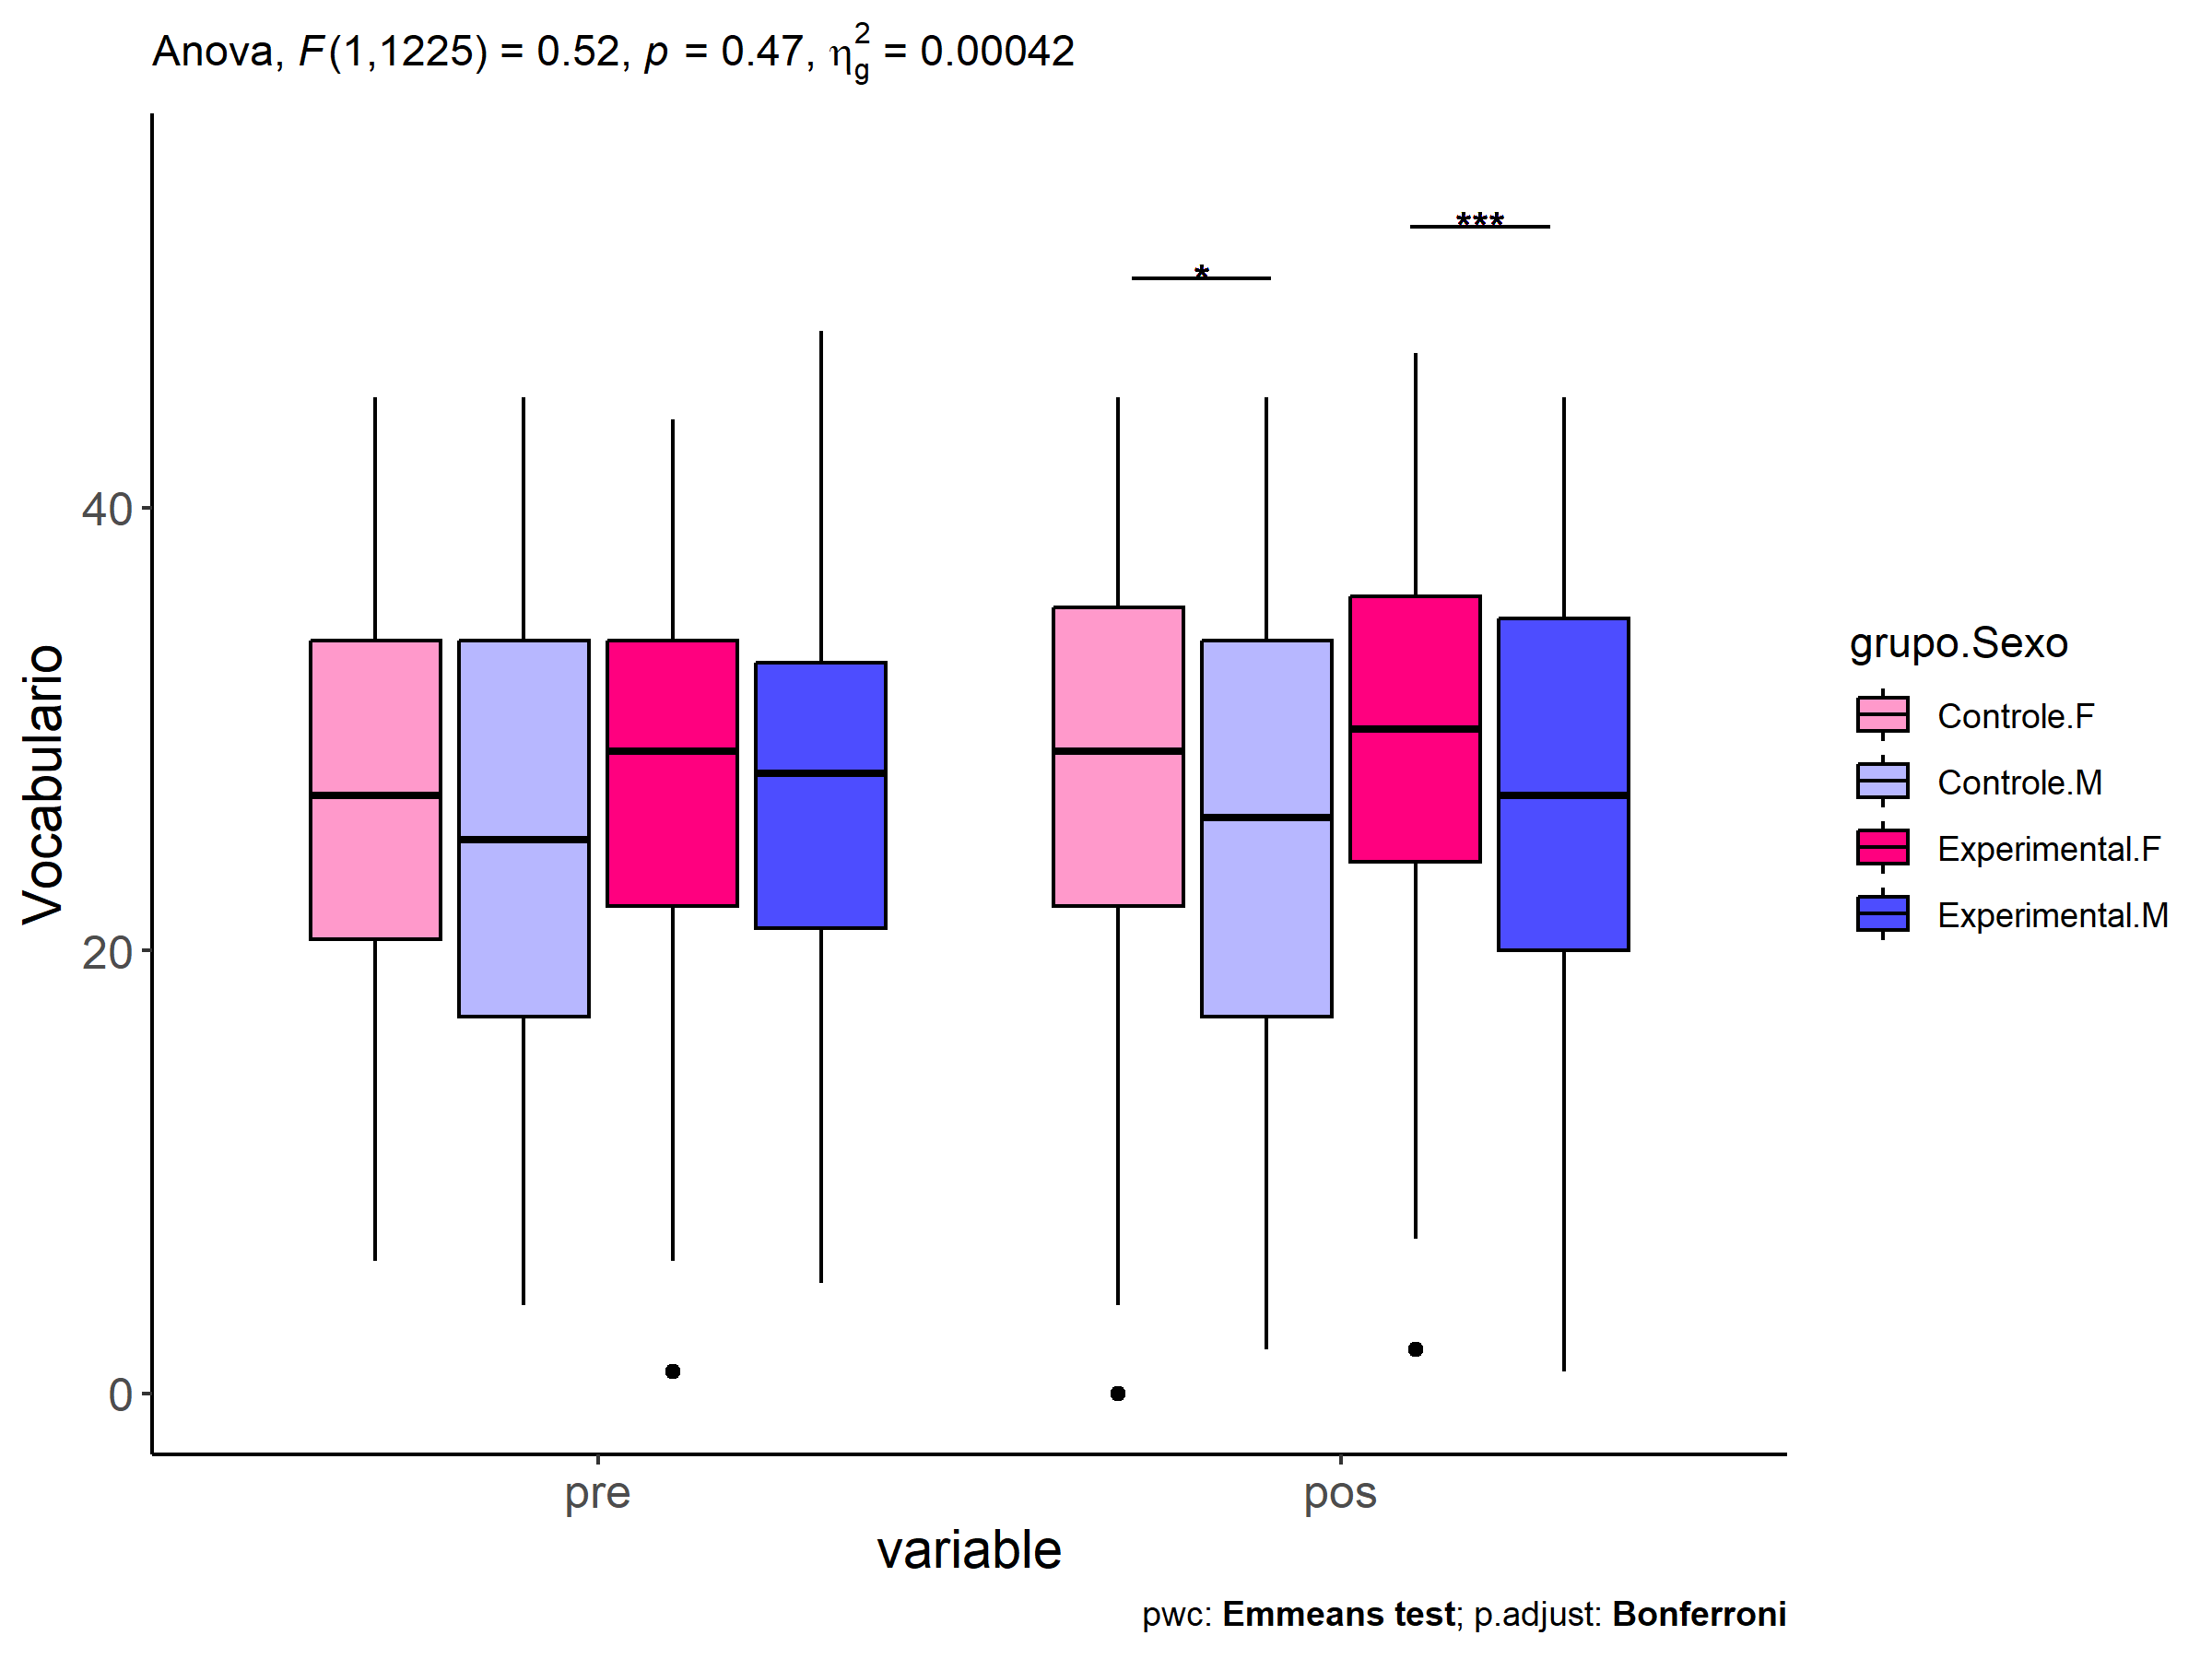 Anova, F(1,1225) = 0.52, p = 0.47, η²g = 0.00042
***
*
Vocabulario
40
20
0
pre
pos
variable
grupo.Sexo
Controle.F
Controle.M
Experimental.F
Experimental.M
pwc: Emmeans test; p.adjust: Bonferroni